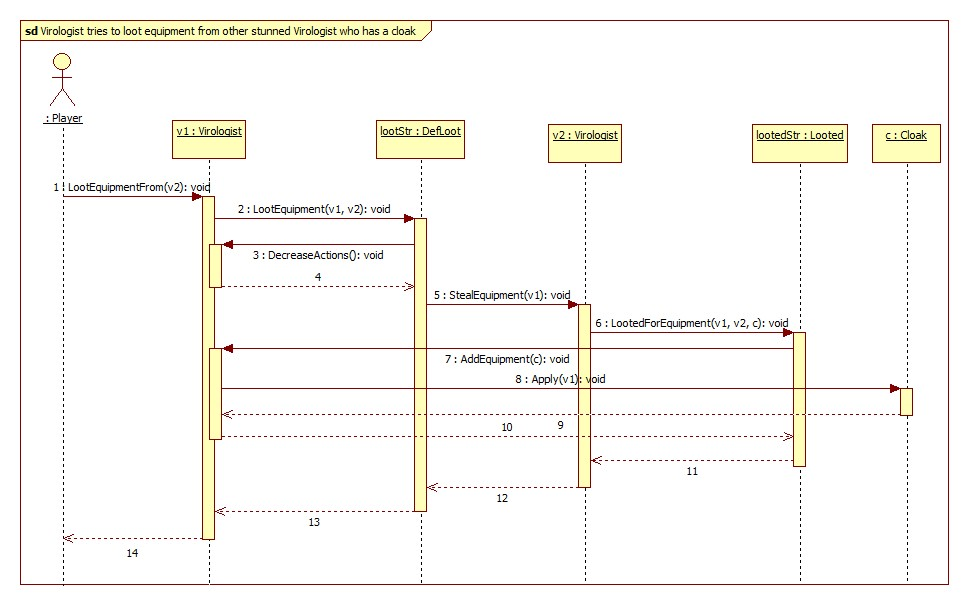 sd Virologist tries to loot equipment from other stunned Virologist who has a cloak
: Player
v1 : Virologist
lootStr : DefLoot
v2 : Virologist
lootedStr : Looted
c : Cloak
1 : LootEquipmentFrom(v2): void
2 : LootEquipment(v1, v2): void
3 : DecreaseActions(): void
4
5 : StealEquipment(v1): void
6 : LootedForEquipment(v1, v2, c): void
7 : AddEquipment(c): void
8 : Apply(v1): void
9
10
11
12
13
14